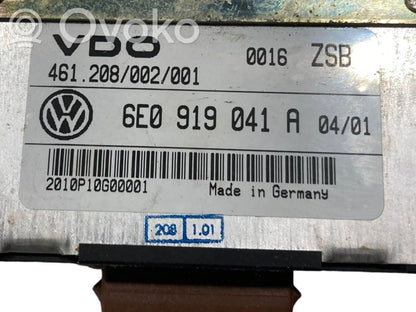 ovoko
VDO 0016 ZSB
461.208/002/001
6E0 919 041 A 04/01
2010P10G00001 Made in Germany
208 1.01